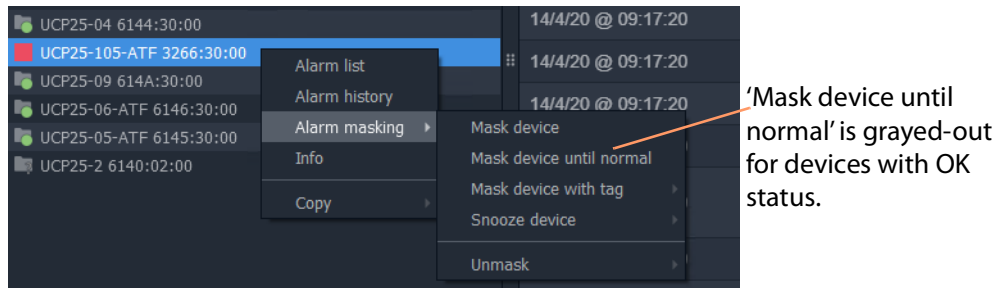 UCP25-04 6144:30:00
14/4/20 @ 09:17:20
UCP25-105-ATF 3266:30:00
14/4/20 @ 09:17:20
UCP25-09 614A:30:00
UCP25-06-ATF 6146:30:00
UCP25-05-ATF 6145:30:00
UCP25-2 6140:02:00
14/4/20 @ 09:17:20
Alarm list
Alarm history
Alarm masking
Info
Copy
Mask device
Mask device until normal
Mask device with tag
Snooze device
Unmask
‘Mask device until
normal’ is grayed-out
for devices with OK
status.